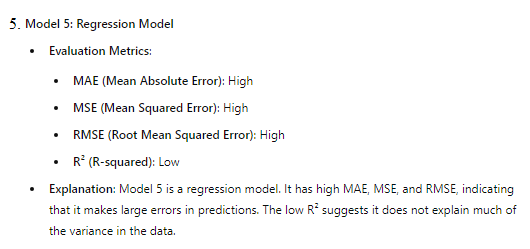 5. Model 5: Regression Model
• Evaluation Metrics:
• MAE (Mean Absolute Error): High
• MSE (Mean Squared Error): High
• RMSE (Root Mean Squared Error): High
• R² (R-squared): Low
• Explanation: Model 5 is a regression model. It has high MAE, MSE, and RMSE, indicating
that it makes large errors in predictions. The low R² suggests it does not explain much of
the variance in the data.